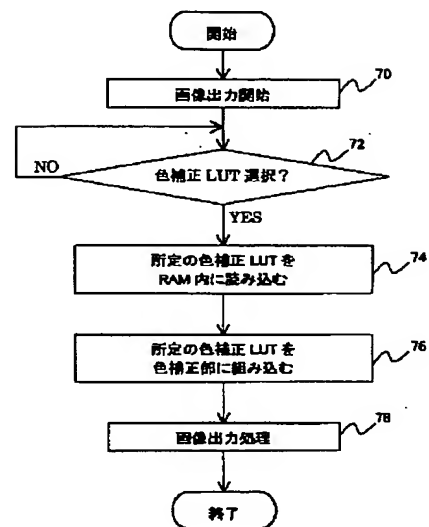 開始
画像出力開始
70
72
色補正 LUT 選択?
NO
YES
所定の色補正 LUT を
RAM 内に読み込む
74
所定の色補正 LUT を
色補正部に組み込む
76
画像出力処理
78
終了